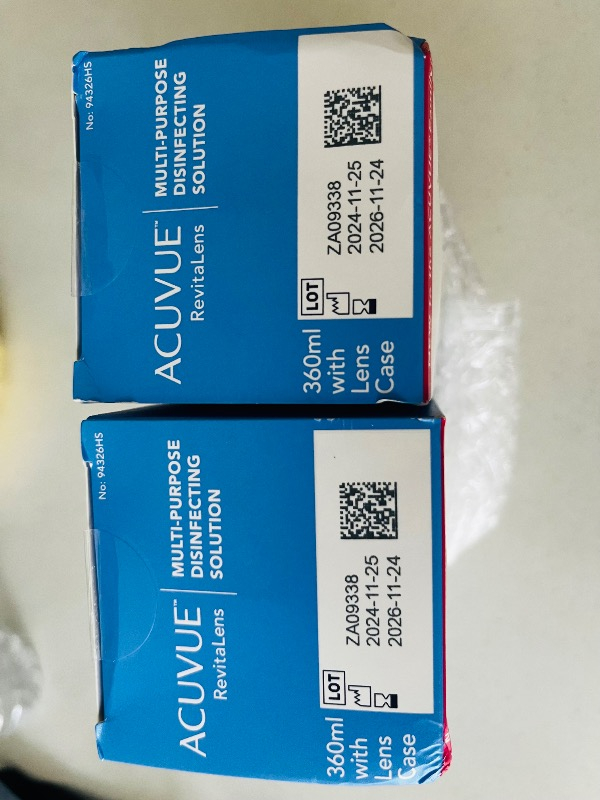 No: 94326HS
ACUVUE™
RevitaLens
MULTI-PURPOSE
DISINFECTING
SOLUTION
360ml
with
Lens
Case
LOT
ZA09338
2024-11-25
2026-11-24
No: 94326HS
ACUVUE™
RevitaLens
MULTI-PURPOSE
DISINFECTING
SOLUTION
360ml
with
Lens
Case
LOT
ZA09338
2024-11-25
2026-11-24